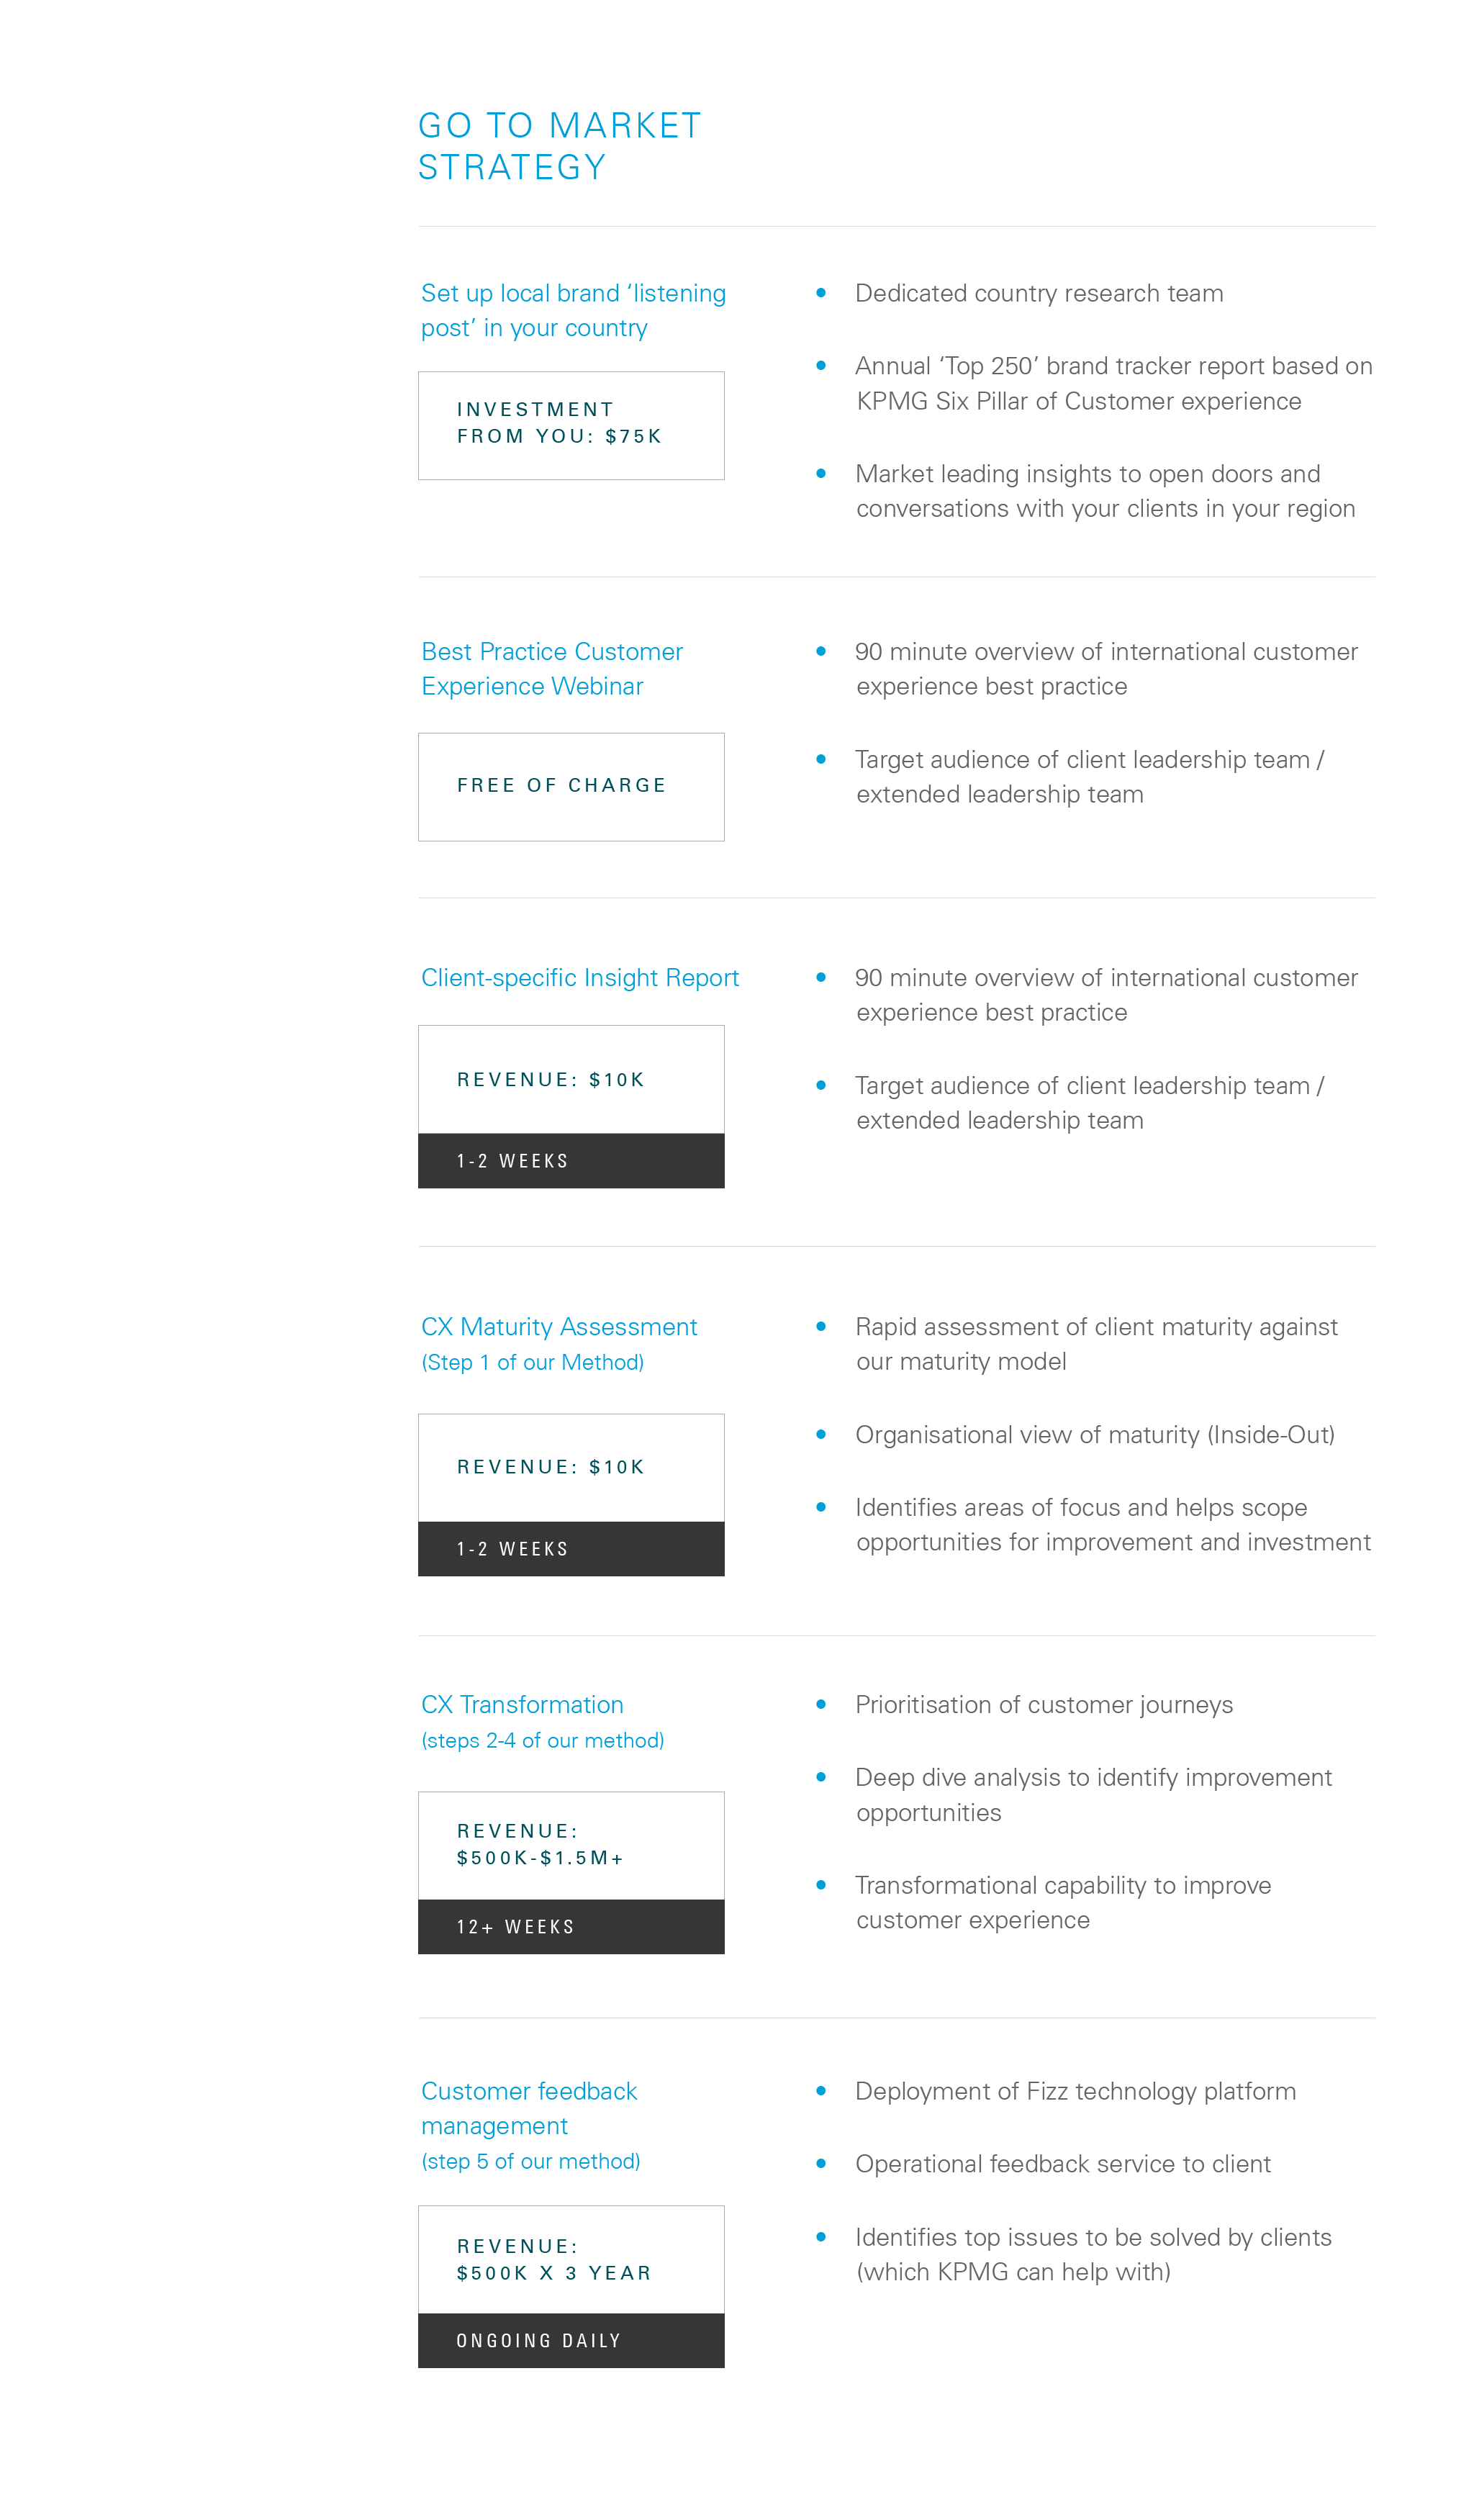 GO TO MARKET
STRATEGY
Set up local brand ‘listening
post’ in your country
INVESTMENT
FROM YOU: $75K
• Dedicated country research team
• Annual ‘Top 250’ brand tracker report based on
KPMG Six Pillar of Customer experience
• Market leading insights to open doors and
conversations with your clients in your region
Best Practice Customer
Experience Webinar
FREE OF CHARGE
• 90 minute overview of international customer
experience best practice
• Target audience of client leadership team /
extended leadership team
Client-specific Insight Report
REVENUE: $10K
1-2 WEEKS
• 90 minute overview of international customer
experience best practice
• Target audience of client leadership team /
extended leadership team
CX Maturity Assessment
(Step 1 of our Method)
REVENUE: $10K
1-2 WEEKS
• Rapid assessment of client maturity against
our maturity model
• Organisational view of maturity (Inside-Out)
• Identifies areas of focus and helps scope
opportunities for improvement and investment
CX Transformation
(steps 2-4 of our method)
REVENUE:
$500K-$1.5M+
12+ WEEKS
• Prioritisation of customer journeys
• Deep dive analysis to identify improvement
opportunities
• Transformational capability to improve
customer experience
Customer feedback
management
(step 5 of our method)
REVENUE:
$500K X 3 YEAR
ONGOING DAILY
• Deployment of Fizz technology platform
• Operational feedback service to client
• Identifies top issues to be solved by clients
(which KPMG can help with)